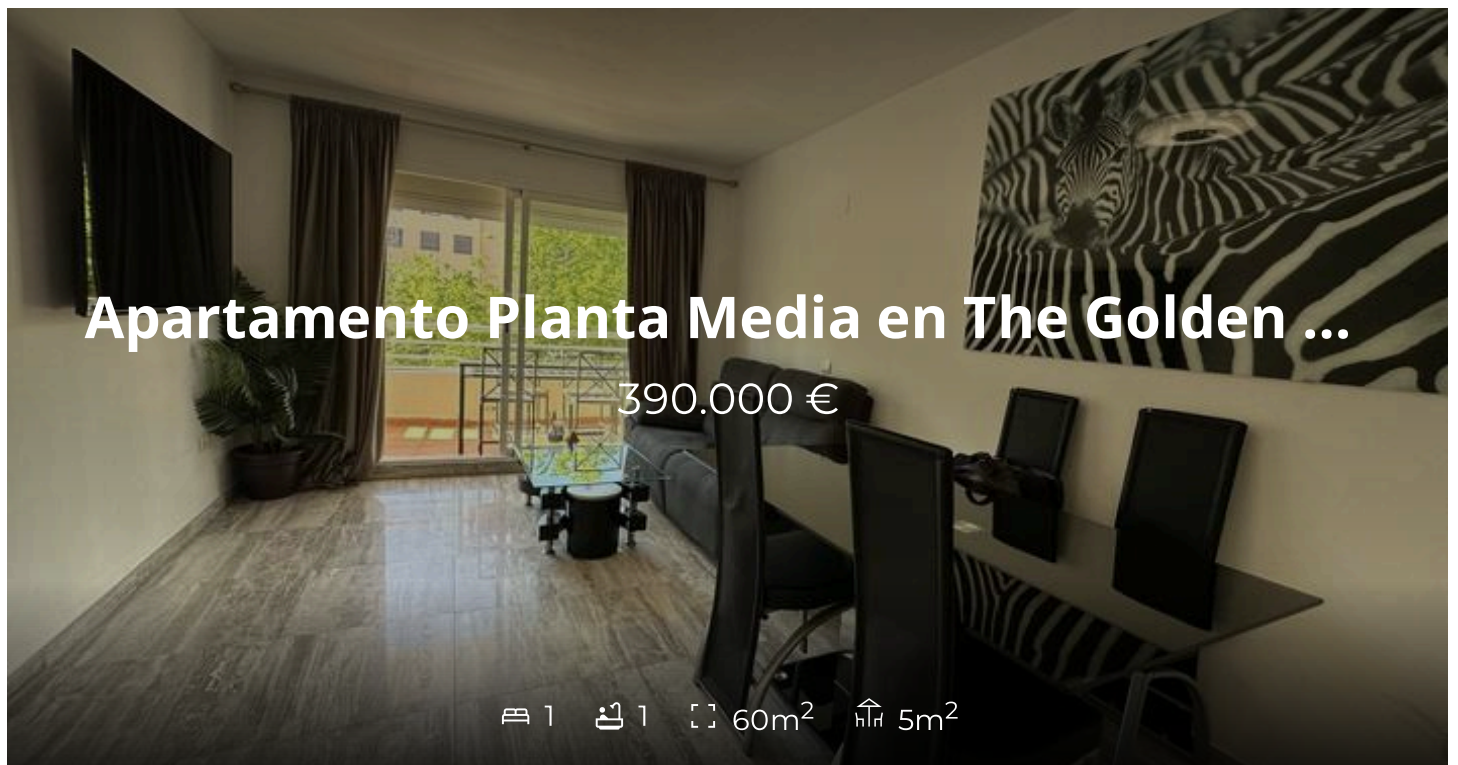 Apartamento Planta Media en The Golden ...
390.000 €
1 1 60m² 5m²